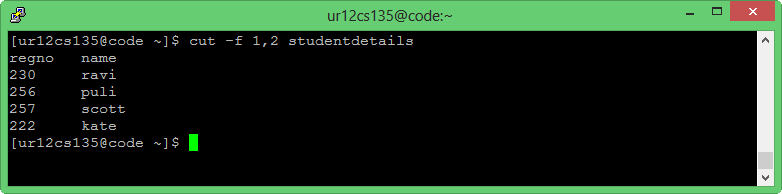 ur12cs135@code:~
[ur12cs135@code ~]$ cut -f 1,2 studentdetails
regno   name
230     ravi
256     puli
257     scott
222     kate
[ur12cs135@code ~]$